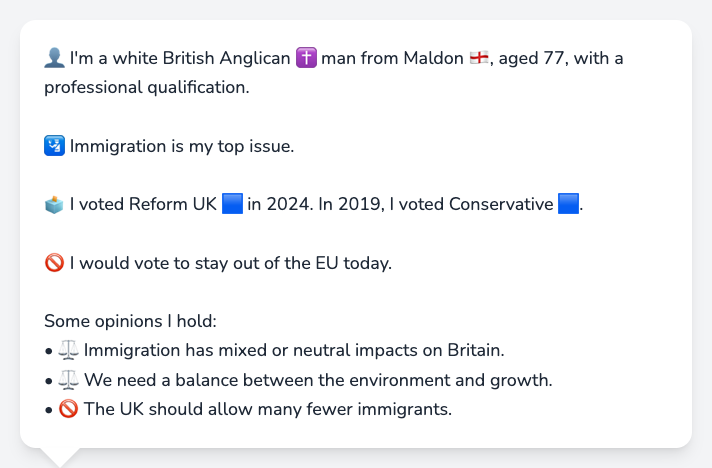 👤 I'm a white British Anglican ✝️ man from Maldon 🏴󠁧󠁢󠁥󠁮󠁧󠁿, aged 77, with a
professional qualification.
🛂 Immigration is my top issue.
🗳️ I voted Reform UK 🟦 in 2024. In 2019, I voted Conservative 🟦.
🚫 I would vote to stay out of the EU today.
Some opinions I hold:
• ⚖️ Immigration has mixed or neutral impacts on Britain.
• ⚖️ We need a balance between the environment and growth.
• 🚫 The UK should allow many fewer immigrants.